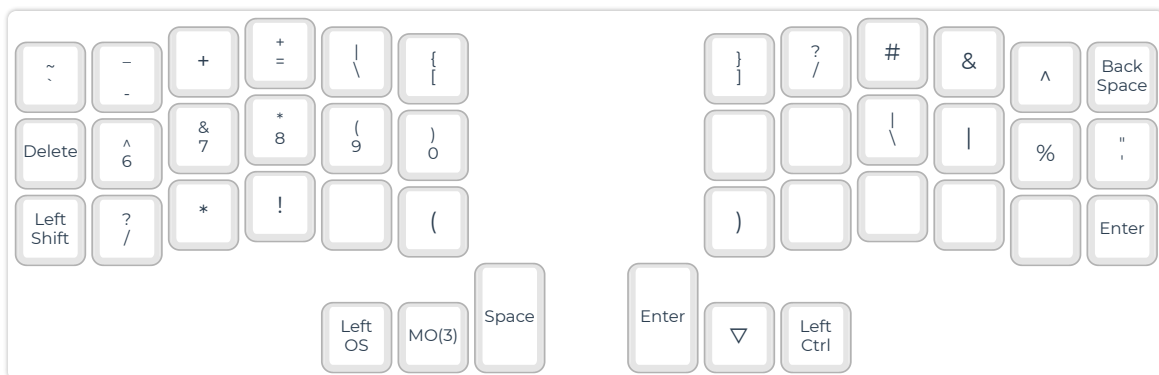 ~ _ + + | { } ? # & ^ Back
` - = \ [ ] / Space
Delete ^ & * ( ) | | % "
6 7 8 9 0 \ '
Left ? * ! ( ) Enter
Shift /
Left MO(3) Space Enter ▽ Left
OS Ctrl